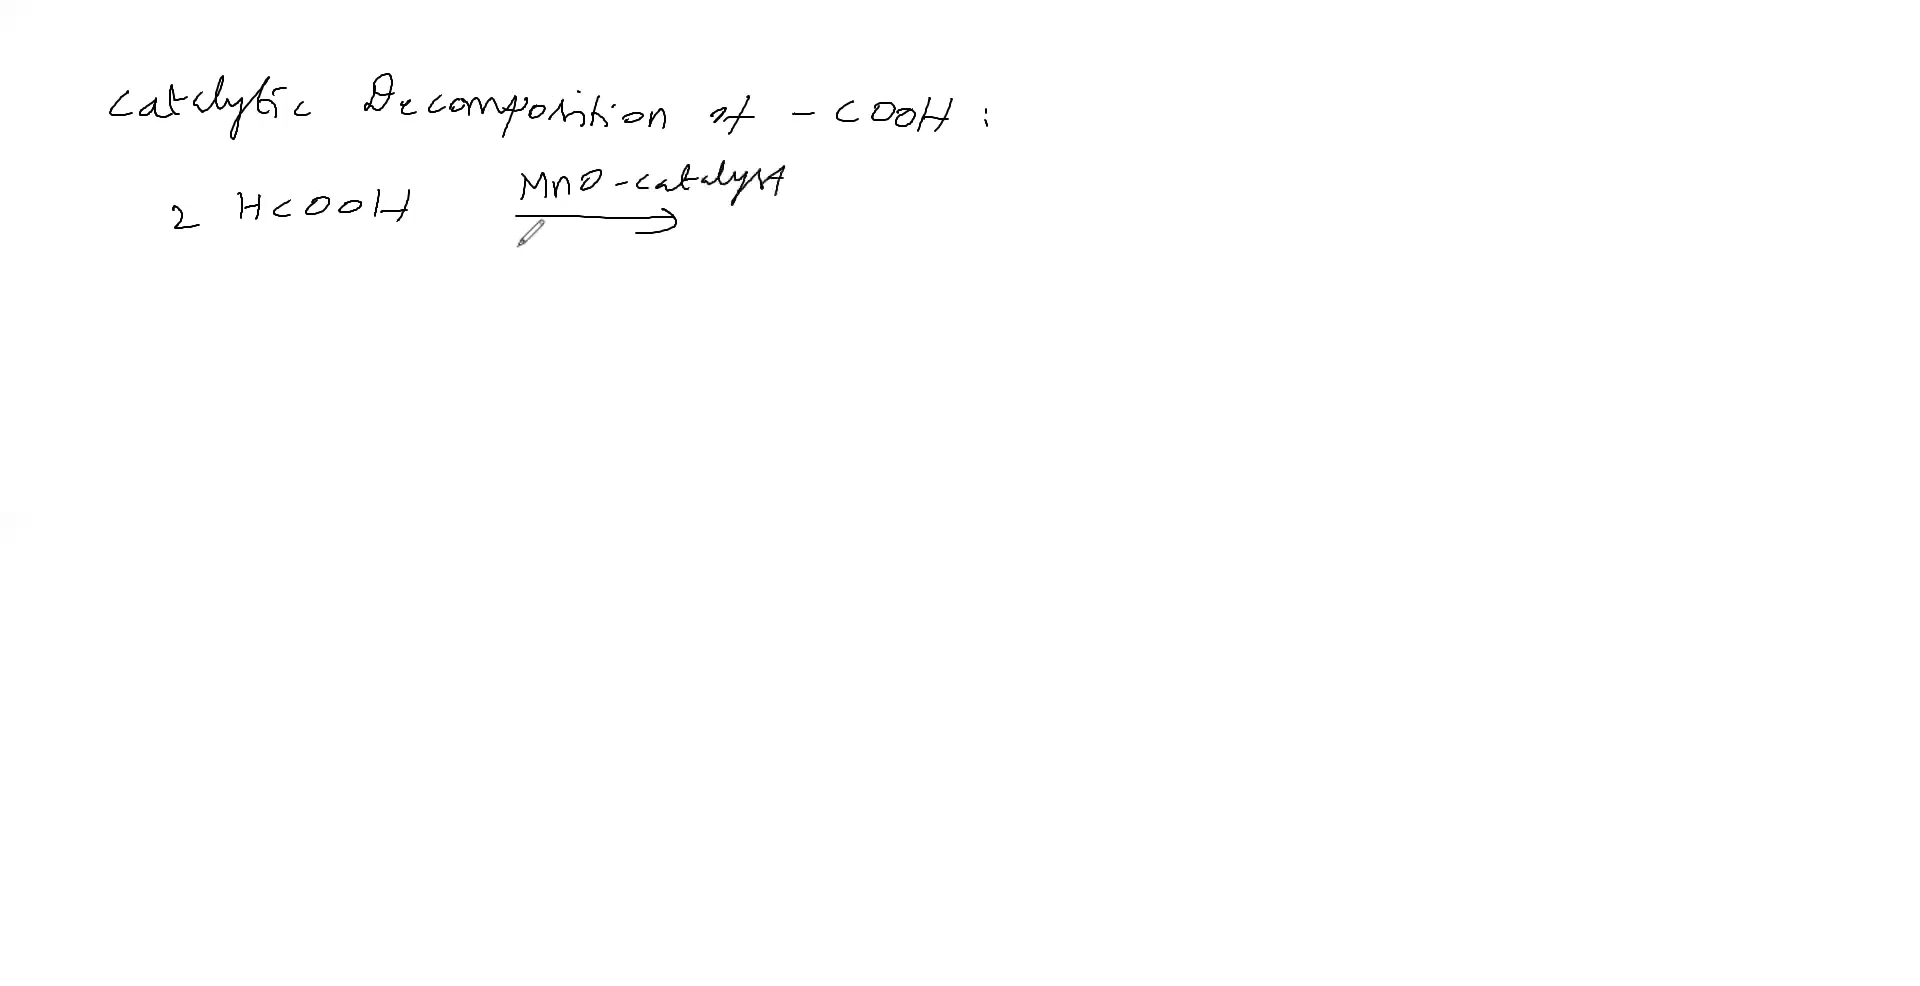 Catalytic Decomposition of - COOH :
MnO - catalyst
2 HCOOH →